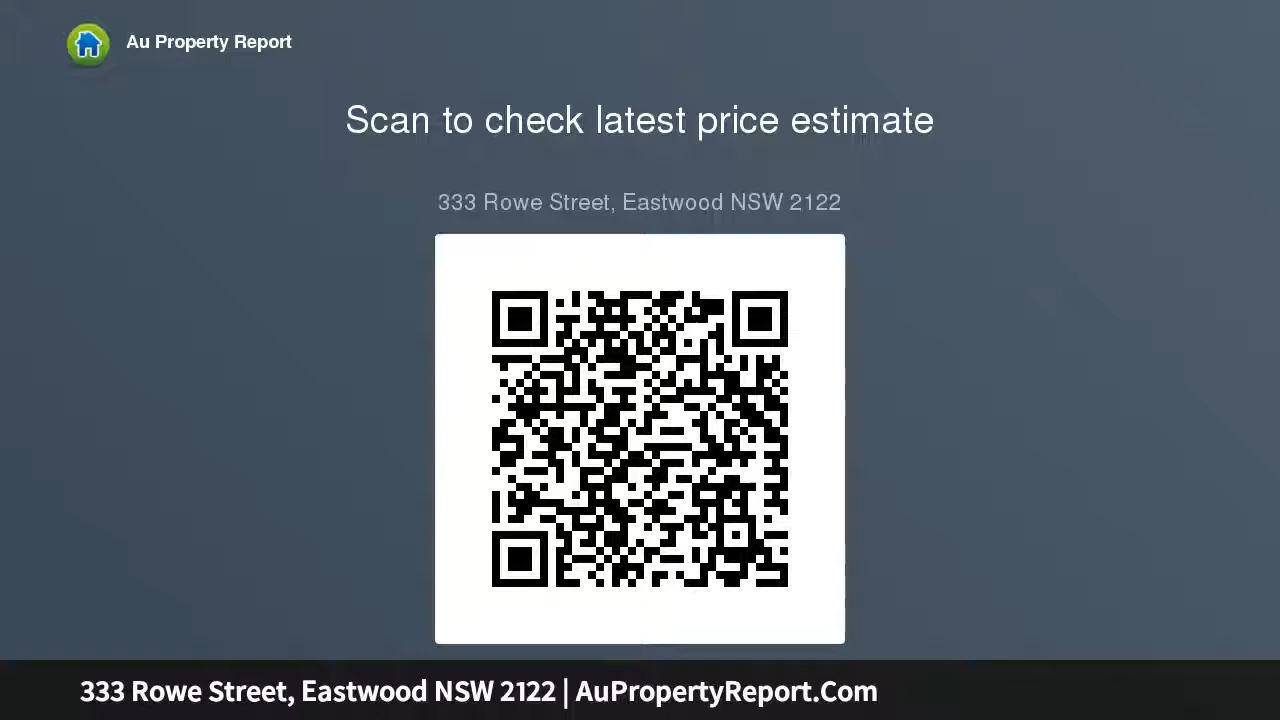 Au Property Report
Scan to check latest price estimate
333 Rowe Street, Eastwood NSW 2122
333 Rowe Street, Eastwood NSW 2122 | AuPropertyReport.Com